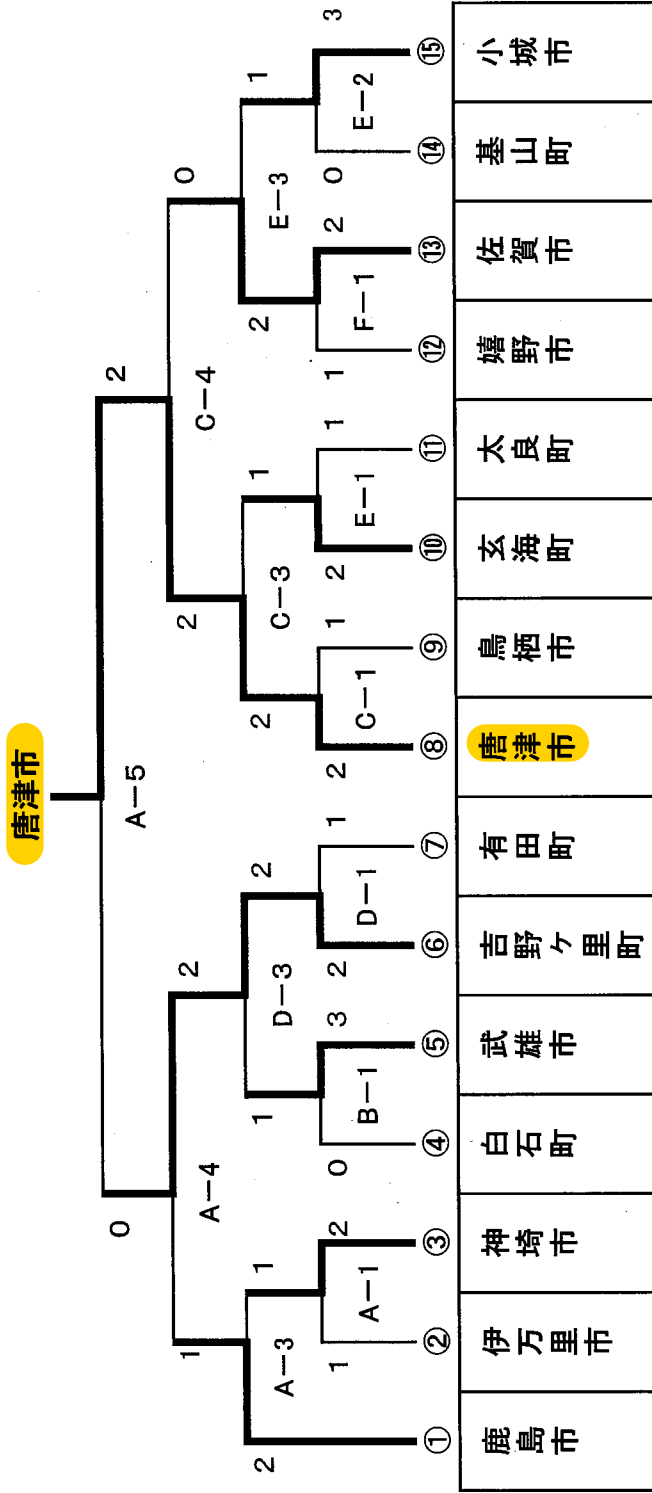 唐津市
A-5
0
2
A-4
C-4
1
2
2
0
A-3
D-3
C-3
E-3
2
1
1
2
2
1
2
1
A-1
B-1
D-1
C-1
E-1
F-1
E-2
1
2
0
3
2
1
2
1
2
1
1
2
0
3
①
②
③
④
⑤
⑥
⑦
⑧
⑨
⑩
⑪
⑫
⑬
⑭
⑮
鹿島市
伊万里市
神埼市
白石町
武雄市
吉野ヶ里町
有田町
唐津市
鳥栖市
玄海町
太良町
嬉野市
佐賀市
基山町
小城市